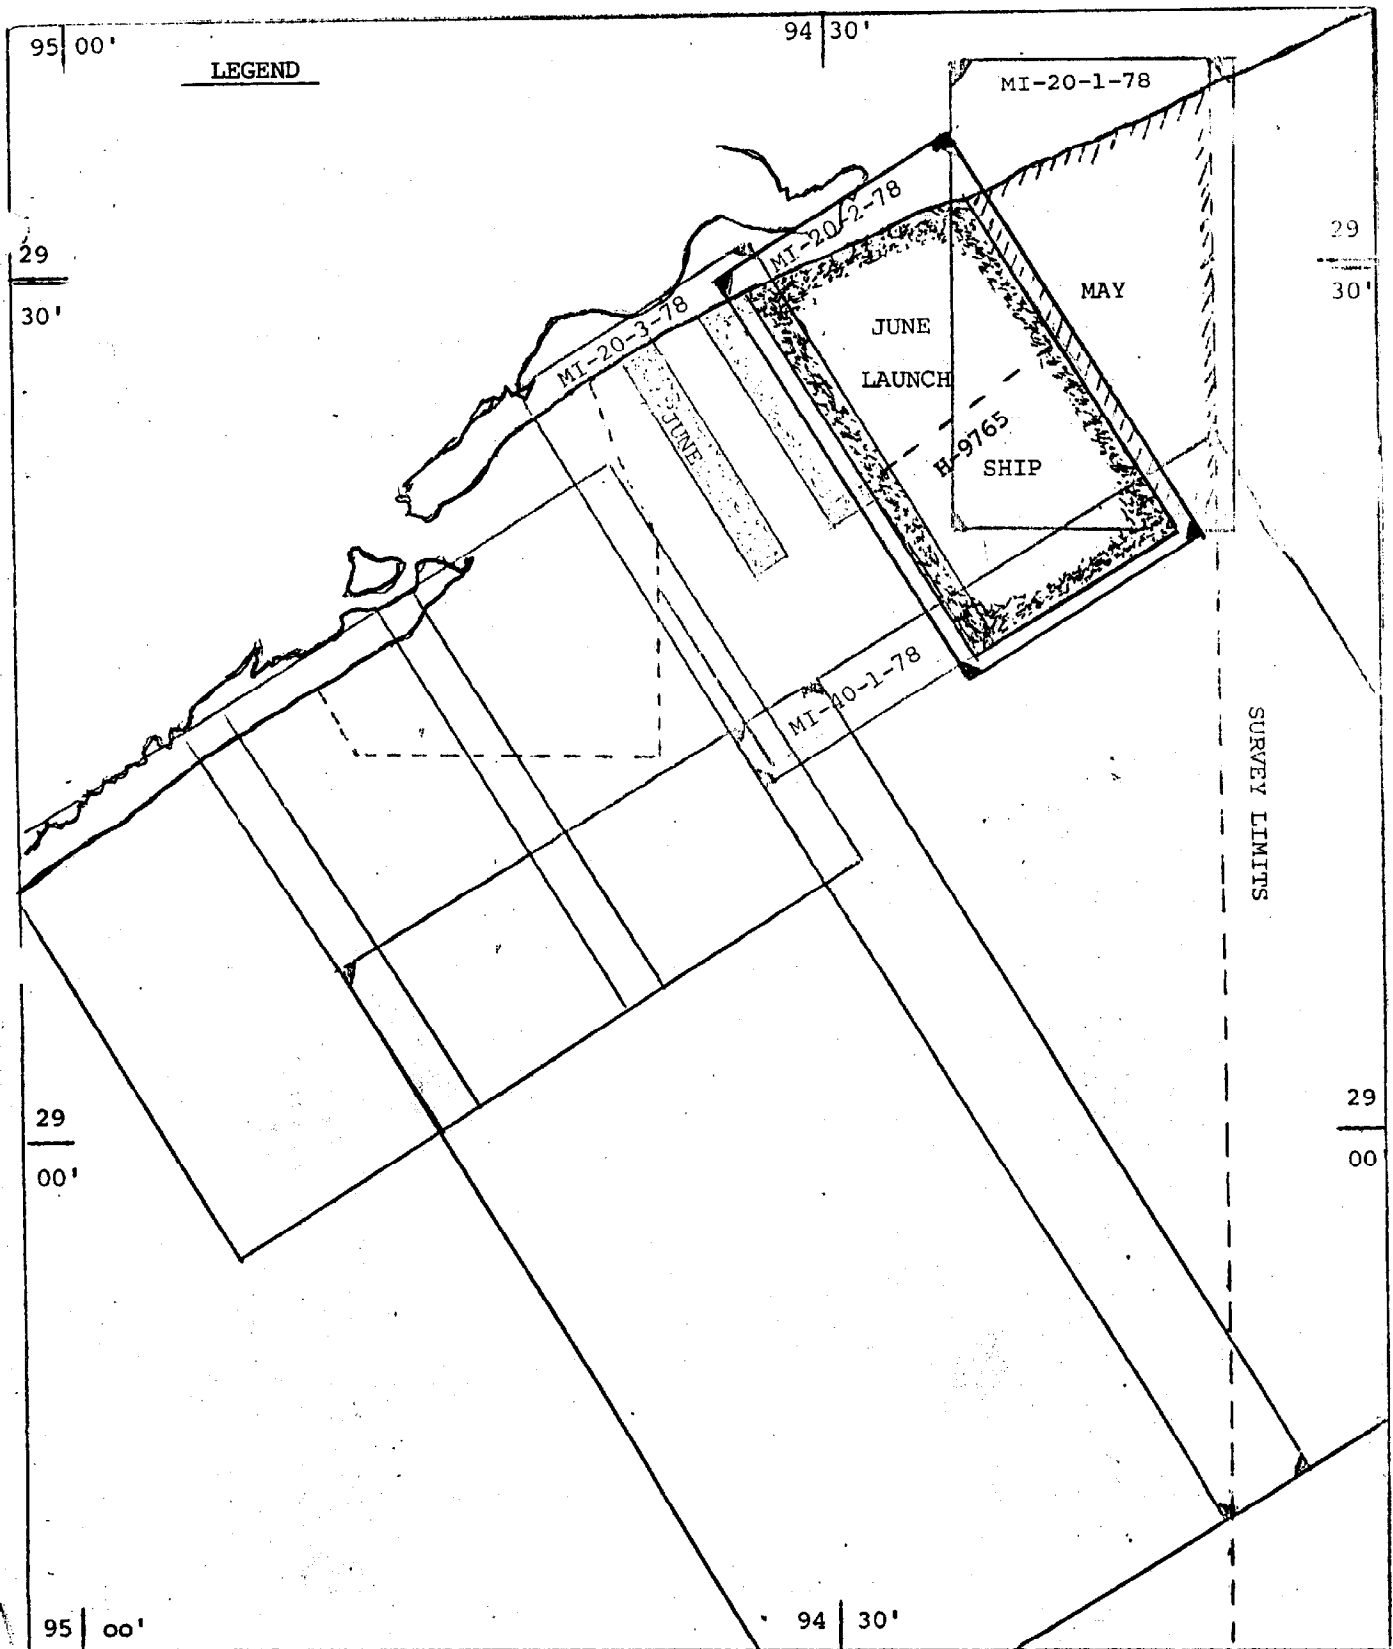 95 00'
94 30'
LEGEND
MI-20-1-78
MI-20-2-78
29
30'
29
30'
MAY
MI-20-3-78
JUNE
LAUNCH
JUNE
H-9765
SHIP
MI-40-1-78
SURVEY LIMITS
29
00'
29
00'
95 00'
94 30'